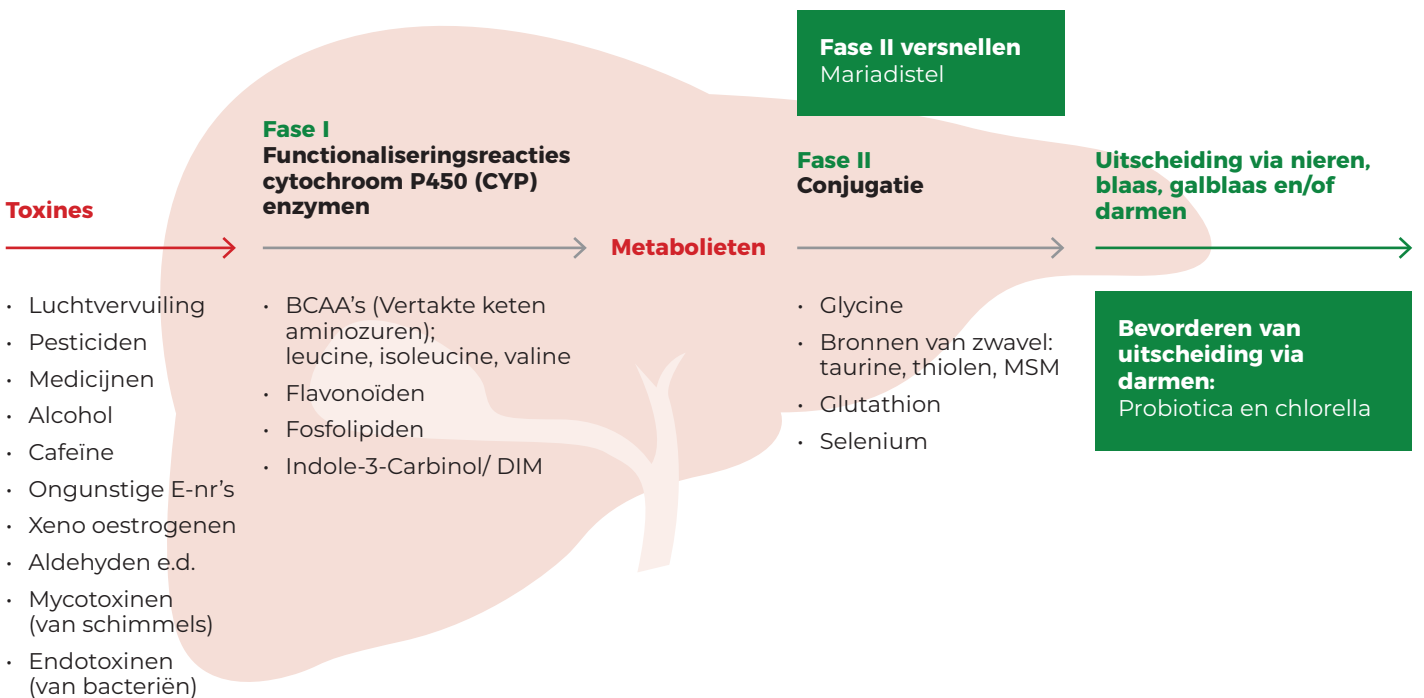 Toxines
• Luchtvervuiling
• Pesticiden
• Medicijnen
• Alcohol
• Cafeïne
• Ongunstige E-nr’s
• Xeno oestrogenen
• Aldehyden e.d.
• Mycotoxinen
(van schimmels)
• Endotoxinen
(van bacteriën)
Fase I
Functionaliseringsreacties
cytochroom P450 (CYP)
enzymen
• BCAA’s (Vertakte keten
aminozuren);
leucine, isoleucine, valine
• Flavonoïden
• Fosfolipiden
• Indole-3-Carbinol/ DIM
Metabolieten
Fase II versnellen
Mariadistel
Fase II
Conjugatie
• Glycine
• Bronnen van zwavel:
taurine, thiolen, MSM
• Glutathion
• Selenium
Uitscheiding via nieren,
blaas, galblaas en/of
darmen
Bevorderen van
uitscheiding via
darmen:
Probiotica en chlorella